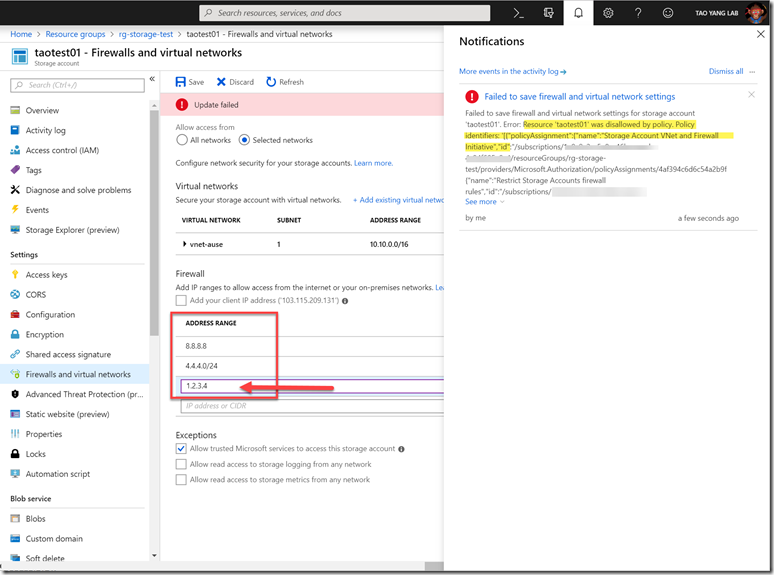 Search resources, services, and docs
TAO YANG LAB
Home > Resource groups > rg-storage-test > taotest01 - Firewalls and virtual networks
taotest01 - Firewalls and virtual networks
Storage account
Search (Ctrl+/)
Overview
Activity log
Access control (IAM)
Tags
Diagnose and solve problems
Events
Storage Explorer (preview)
Settings
Access keys
CORS
Configuration
Encryption
Shared access signature
Firewalls and virtual networks
Advanced Threat Protection (pr...
Static website (preview)
Properties
Locks
Automation script
Blob service
Blobs
Custom domain
Soft delete
Save Discard Refresh
Update failed
Allow access from
All networks Selected networks
Configure network security for your storage accounts. Learn more.
Virtual networks
Secure your storage account with virtual networks. + Add existing virtual netwo
VIRTUAL NETWORK SUBNET ADDRESS RANGE
vnet-ause 1 10.10.0.0/16
Firewall
Add IP ranges to allow access from the internet or your on-premises networks. Le
Add your client IP address ('103.115.209.131')
ADDRESS RANGE
8.8.8.8
4.4.4.0/24
1.2.3.4
IP address or CIDR
Exceptions
Allow trusted Microsoft services to access this storage account
Allow read access to storage logging from any network
Allow read access to storage metrics from any network
Notifications
More events in the activity log → Dismiss all ...
Failed to save firewall and virtual network settings
Failed to save firewall and virtual network settings for storage account
'taotest01'. Error: Resource 'taotest01' was disallowed by policy. Policy
identifiers: '[{"policyAssignment":{"name":"Storage Account VNet and Firewall
Initiative","id":"/subscriptions/
/resourceGroups/rg-storage-
test/providers/Microsoft.Authorization/policyAssignments/4af394c6d6c54a2b9f
{"name":"Restrict Storage Accounts firewall
rules","id":"/subscriptions/
See more
by me a few seconds ago